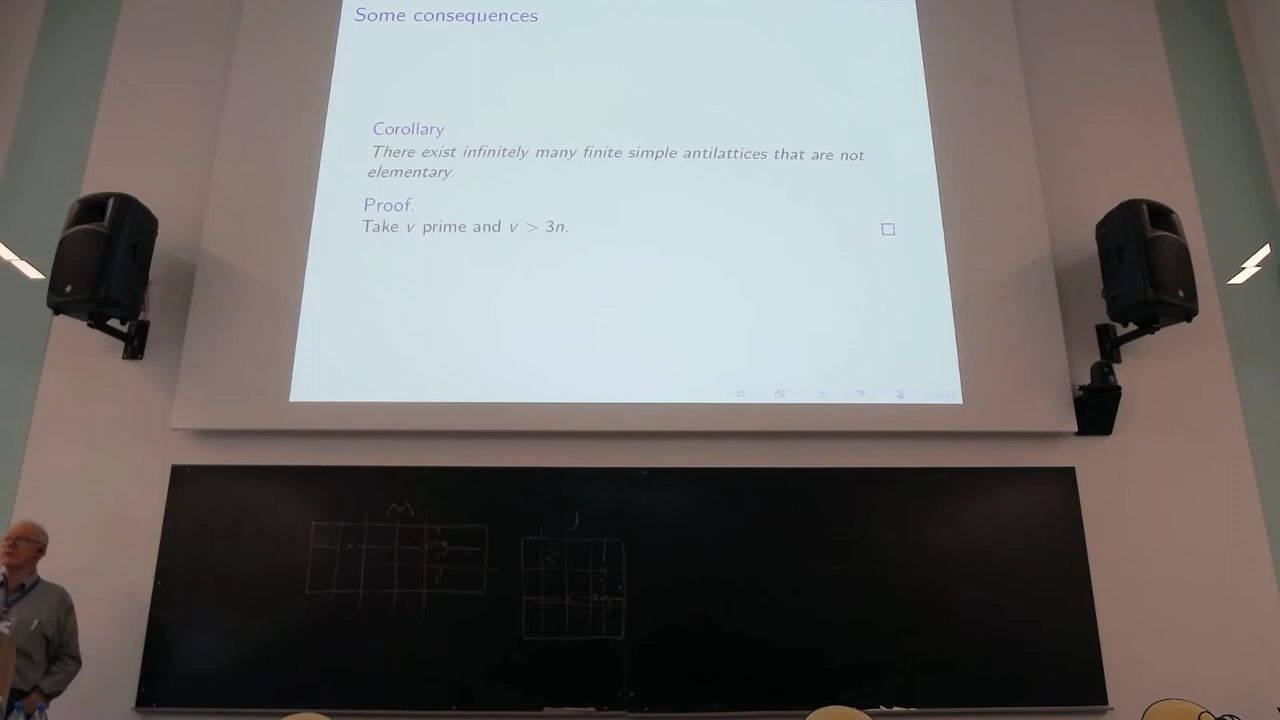 Some consequences
Corollary
There exist infinitely many finite simple antilattices that are not
elementary.
Proof.
Take v prime and v > 3n.
M
J